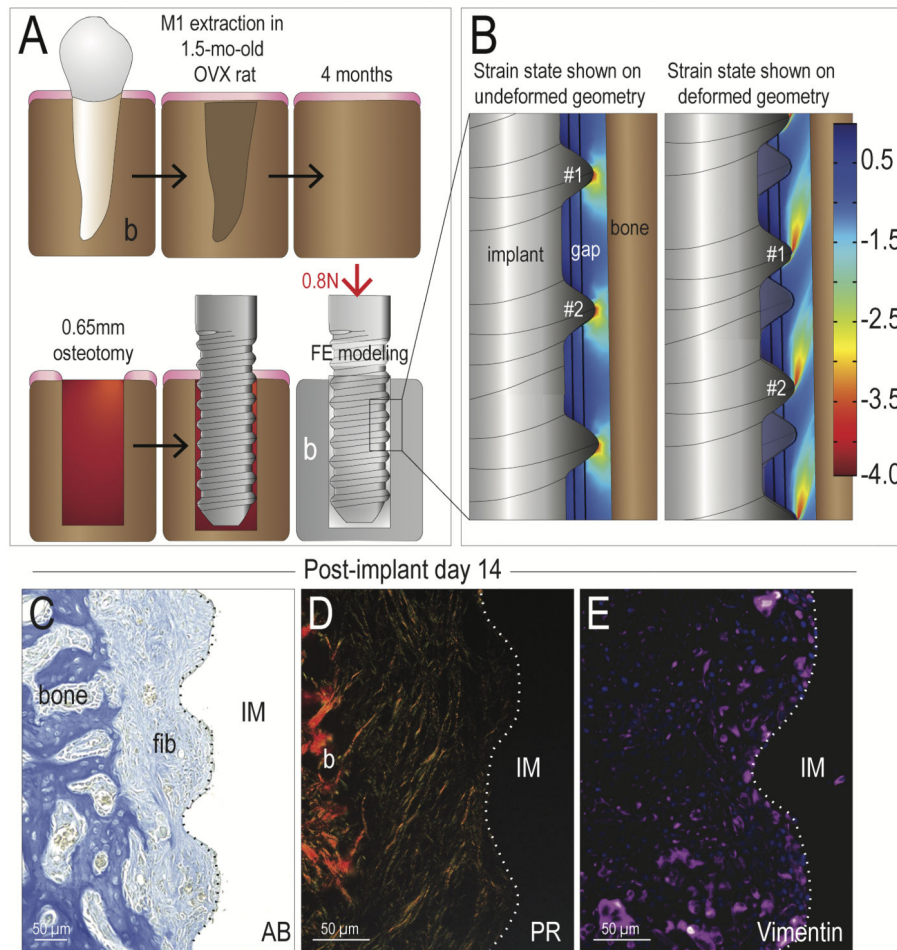 A
M1 extraction in
1.5-mo-old
OVX rat
4 months
b
0.65mm
osteotomy
0.8N
FE modeling
b
B
Strain state shown on
undeformed geometry
Strain state shown on
deformed geometry
#1
#2
implant
gap
bone
#1
#2
0.5
-1.5
-2.5
-3.5
-4.0
Post-implant day 14
C
bone
fib
IM
50 µm
AB
D
b
IM
50 µm
PR
E
IM
50 µm
Vimentin